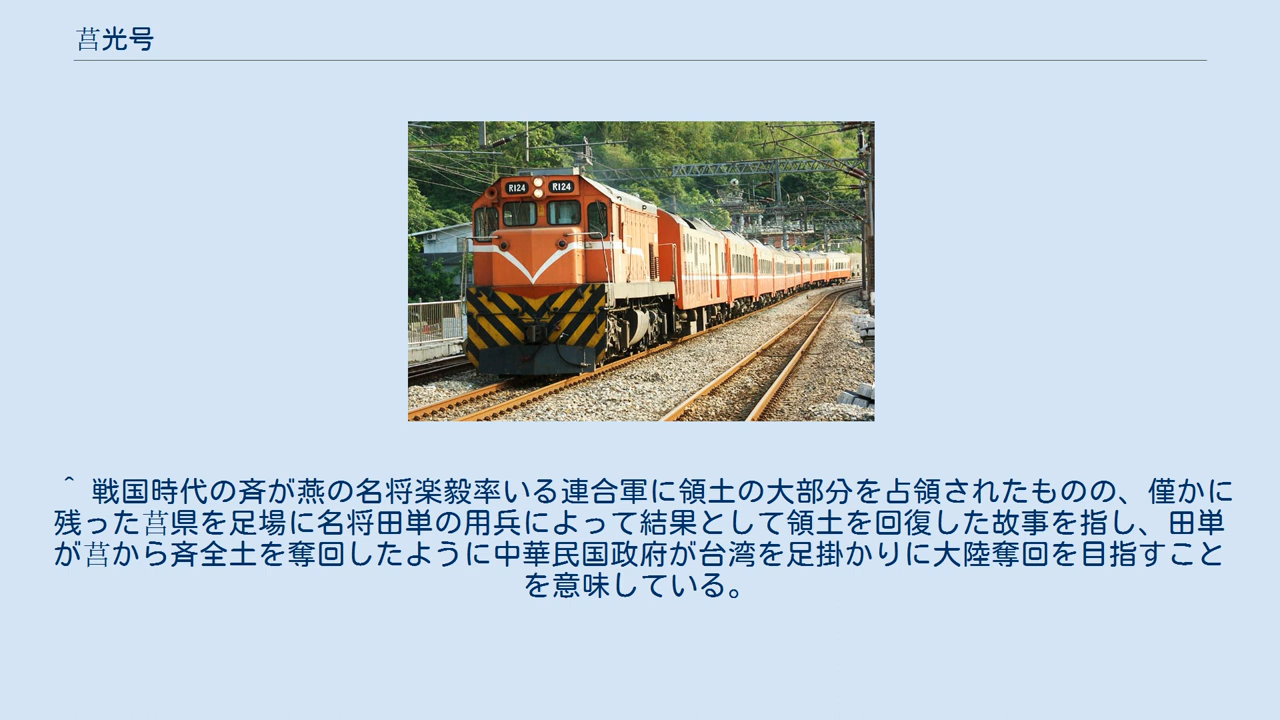 莒光号
R124 R124
^ 戦国時代の斉が燕の名将楽毅率いる連合軍に領土の大部分を占領されたものの、僅かに
残った莒県を足場に名将田単の用兵によって結果として領土を回復した故事を指し、田単
が莒から斉全土を奪回したように中華民国政府が台湾を足掛かりに大陸奪回を目指すこと
を意味している。